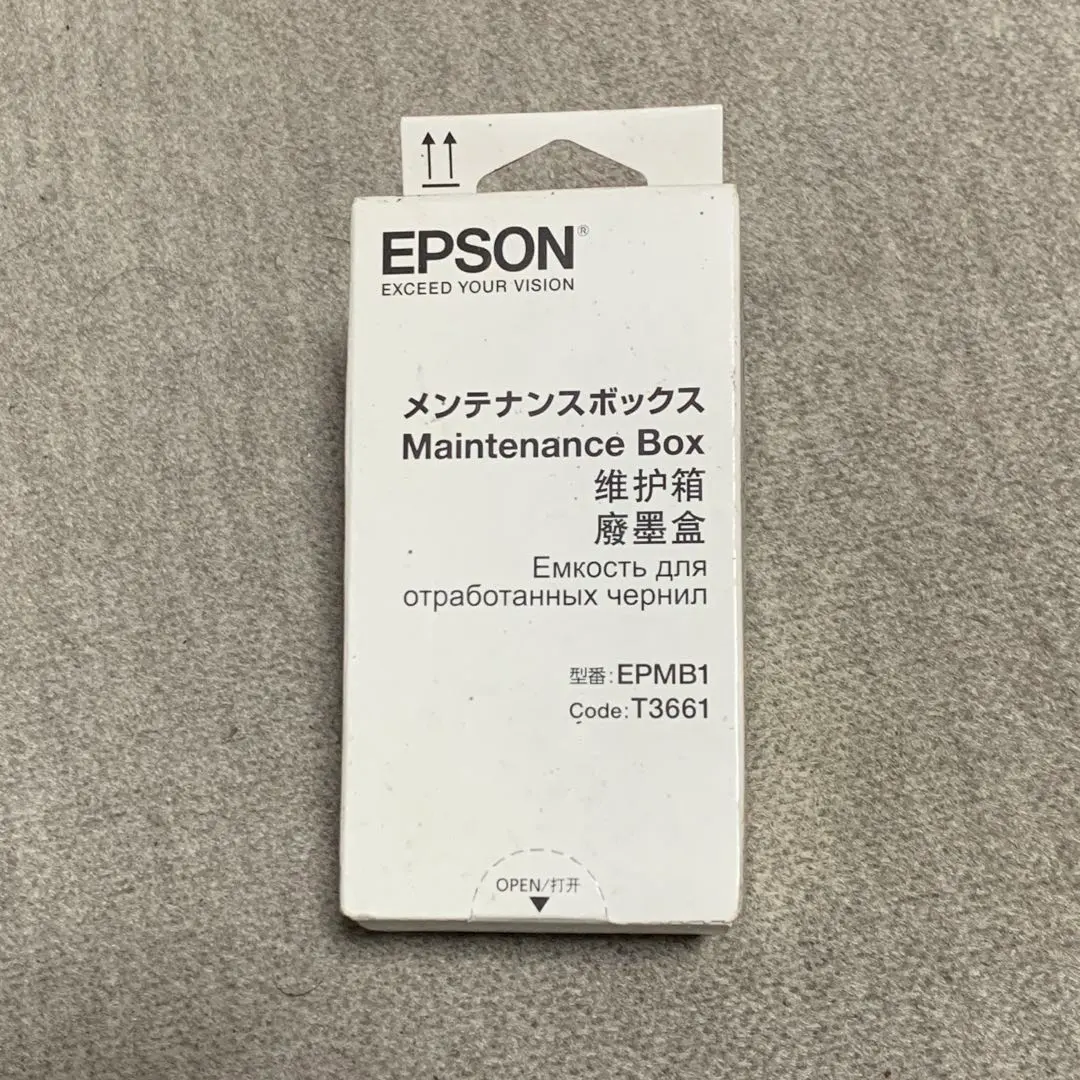 EPSON®
EXCEED YOUR VISION
メンテナンスボックス
Maintenance Box
维护箱
廢墨盒
Емкость для
отработанных чернил
型番:EPMB1
Code:T3661
OPEN/打开